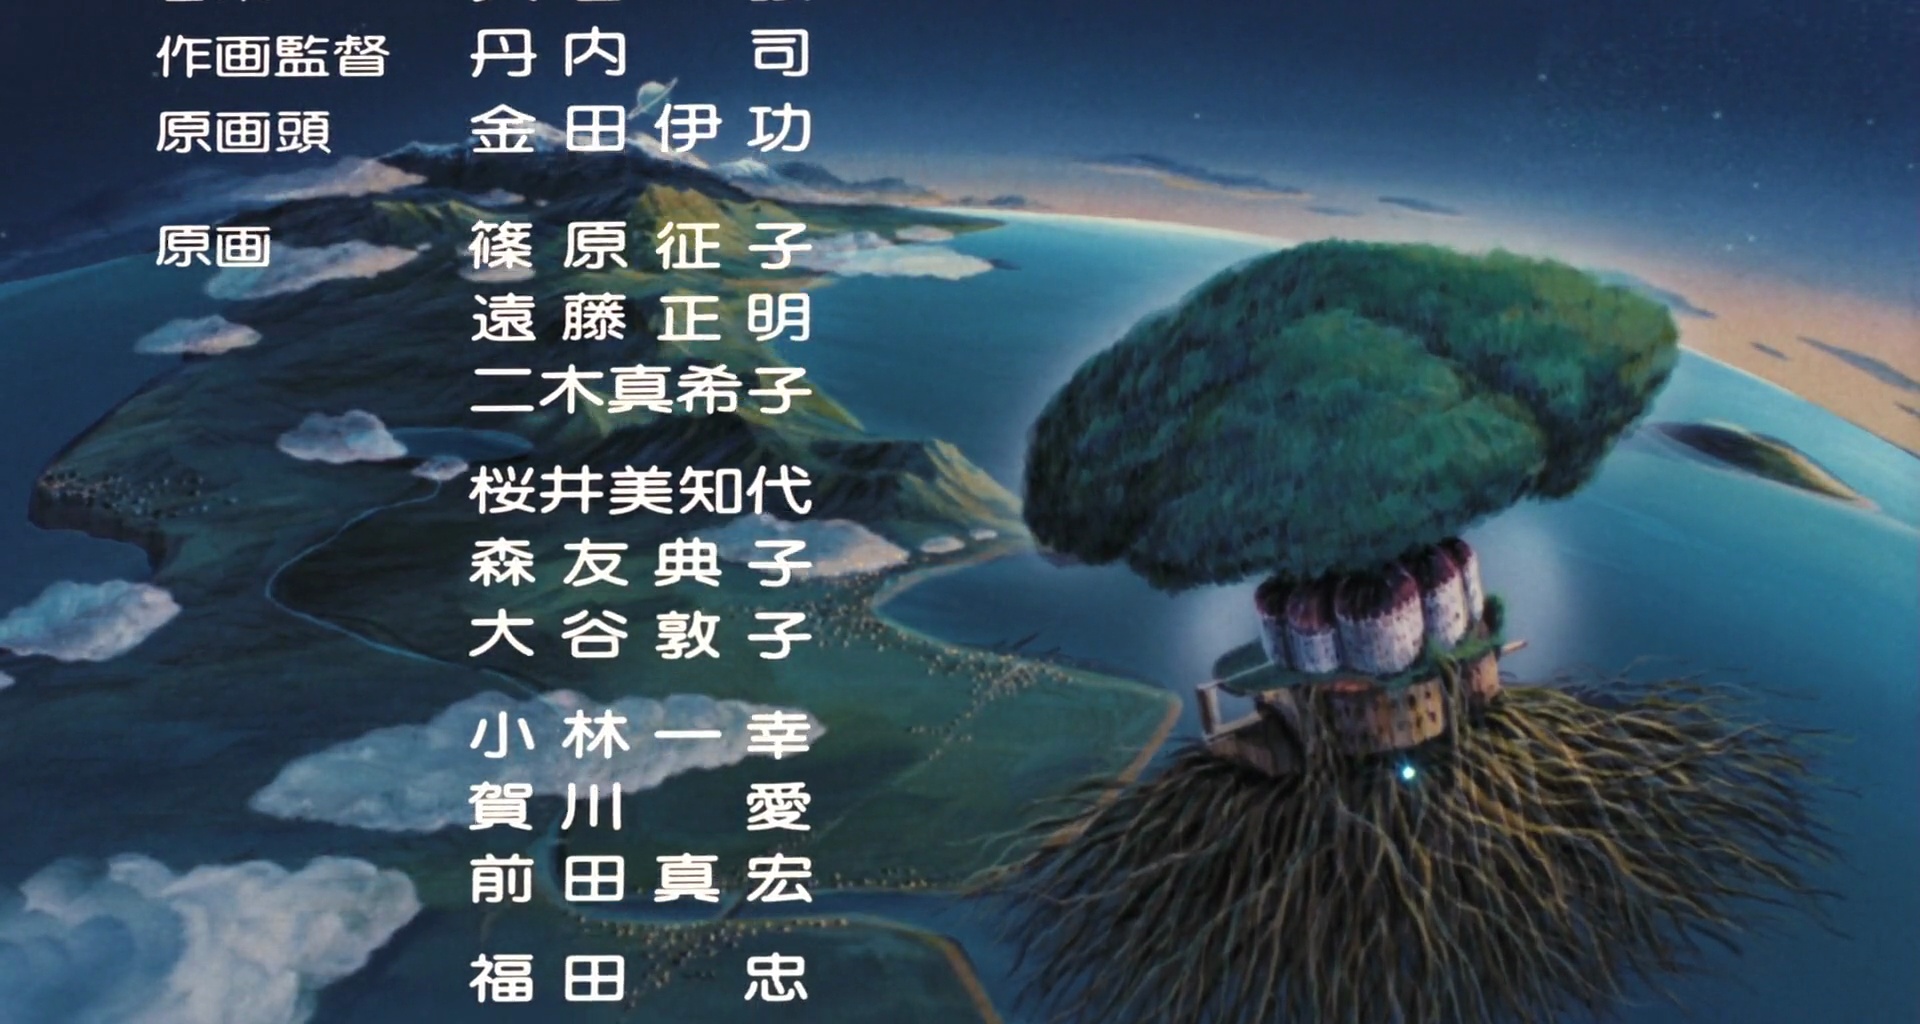 作画監督 丹内 司
原画頭 金田伊功
原画 篠原征子
遠藤正明
二木真希子
桜井美知代
森友典子
大谷敦子
小林一幸
賀川 愛
前田真宏
福田 忠